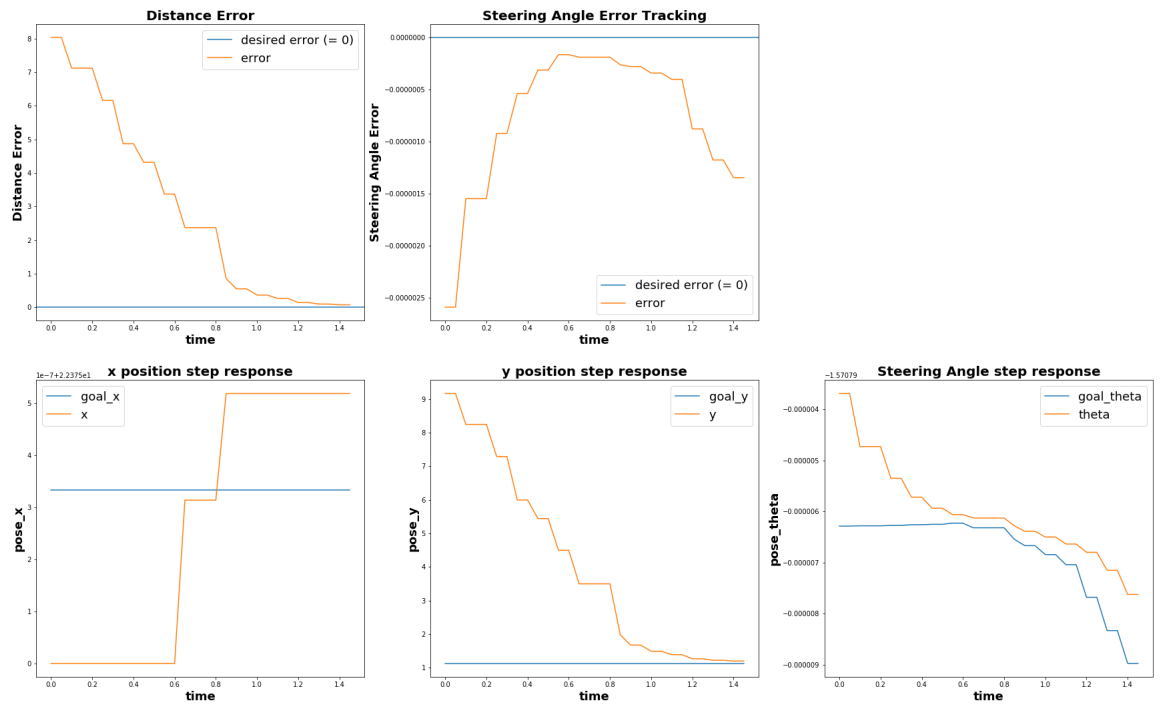 Distance Error
Distance Error
8
7
6
5
4
3
2
1
0
desired error (= 0)
error
0.0 0.2 0.4 0.6 0.8 1.0 1.2 1.4
time
Steering Angle Error Tracking
Steering Angle Error
0.0000000
−0.0000005
−0.0000010
−0.0000015
−0.0000020
−0.0000025
desired error (= 0)
error
0.0 0.2 0.4 0.6 0.8 1.0 1.2 1.4
time
x position step response
1e−7+2.2375e1
pose_x
5
4
3
2
1
0
goal_x
x
0.0 0.2 0.4 0.6 0.8 1.0 1.2 1.4
time
y position step response
pose_y
9
8
7
6
5
4
3
2
1
goal_y
y
0.0 0.2 0.4 0.6 0.8 1.0 1.2 1.4
time
Steering Angle step response
−1.57079
pose_theta
−0.000004
−0.000005
−0.000006
−0.000007
−0.000008
−0.000009
goal_theta
theta
0.0 0.2 0.4 0.6 0.8 1.0 1.2 1.4
time